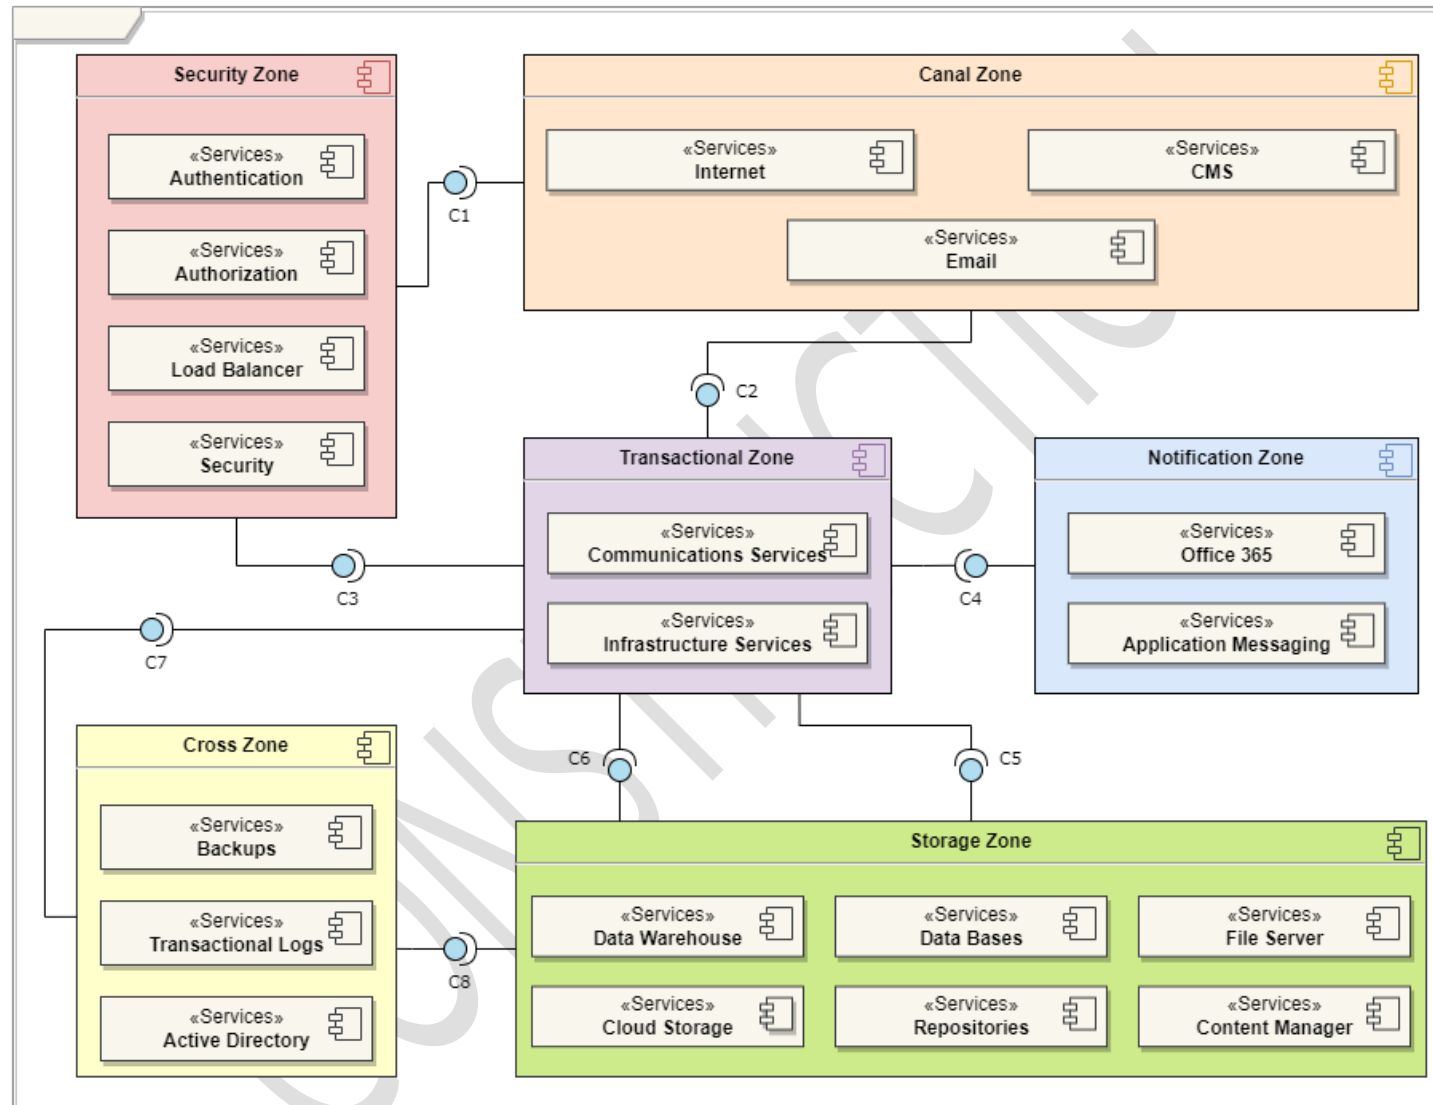 Security Zone
«Services»
Authentication
«Services»
Authorization
«Services»
Load Balancer
«Services»
Security
C1
Canal Zone
«Services»
Internet
«Services»
CMS
«Services»
Email
C2
Transactional Zone
«Services»
Communications Services
«Services»
Infrastructure Services
C3
C4
Notification Zone
«Services»
Office 365
«Services»
Application Messaging
C7
C6
C5
Cross Zone
«Services»
Backups
«Services»
Transactional Logs
«Services»
Active Directory
C8
Storage Zone
«Services»
Data Warehouse
«Services»
Data Bases
«Services»
File Server
«Services»
Cloud Storage
«Services»
Repositories
«Services»
Content Manager